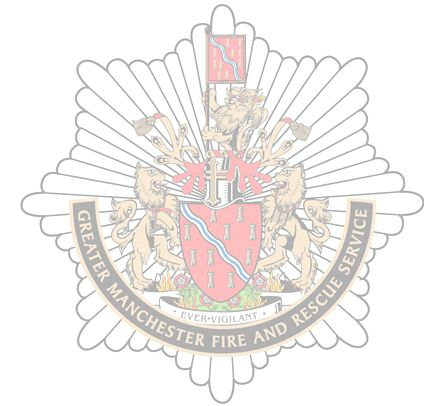 EVER·VIGILANT
GREATER MANCHESTER FIRE AND RESCUE SERVICE